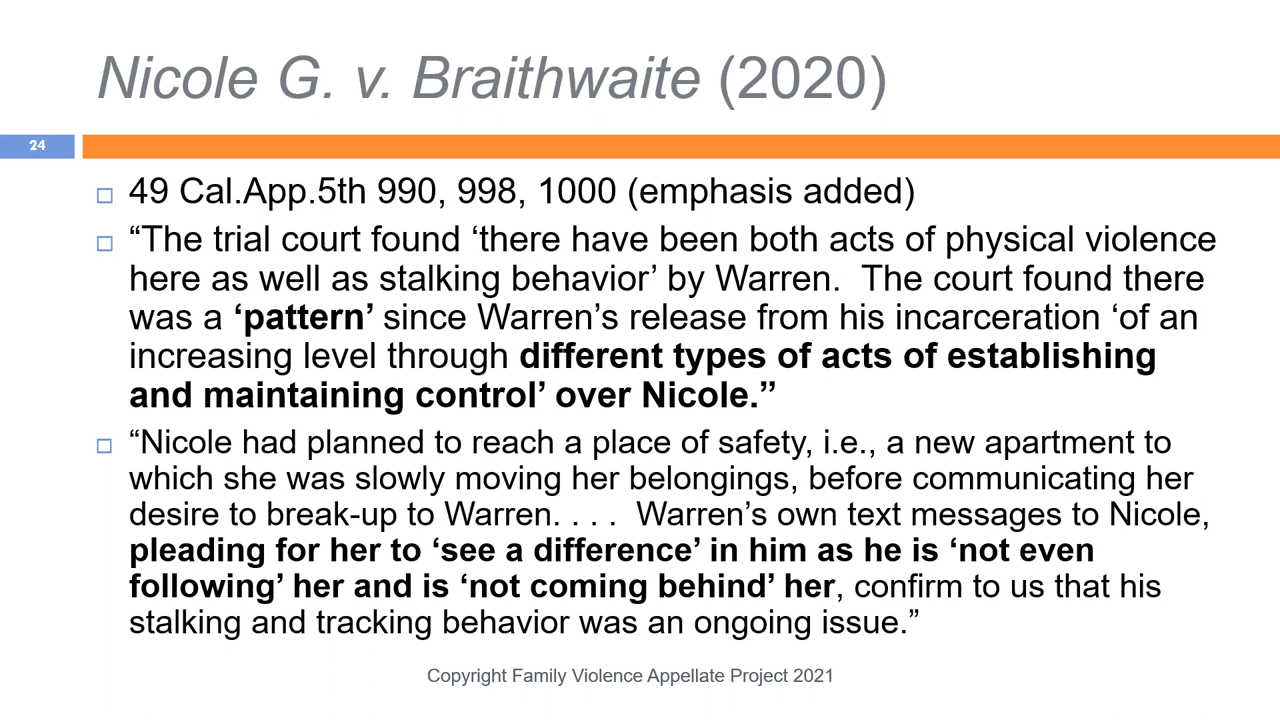 Nicole G. v. Braithwaite (2020)
24
49 Cal.App.5th 990, 998, 1000 (emphasis added)
“The trial court found ‘there have been both acts of physical violence
here as well as stalking behavior’ by Warren.  The court found there
was a ‘pattern’ since Warren’s release from his incarceration ‘of an
increasing level through different types of acts of establishing
and maintaining control’ over Nicole.”
“Nicole had planned to reach a place of safety, i.e., a new apartment to
which she was slowly moving her belongings, before communicating her
desire to break-up to Warren. . . .  Warren’s own text messages to Nicole,
pleading for her to ‘see a difference’ in him as he is ‘not even
following’ her and is ‘not coming behind’ her, confirm to us that his
stalking and tracking behavior was an ongoing issue.”
Copyright Family Violence Appellate Project 2021